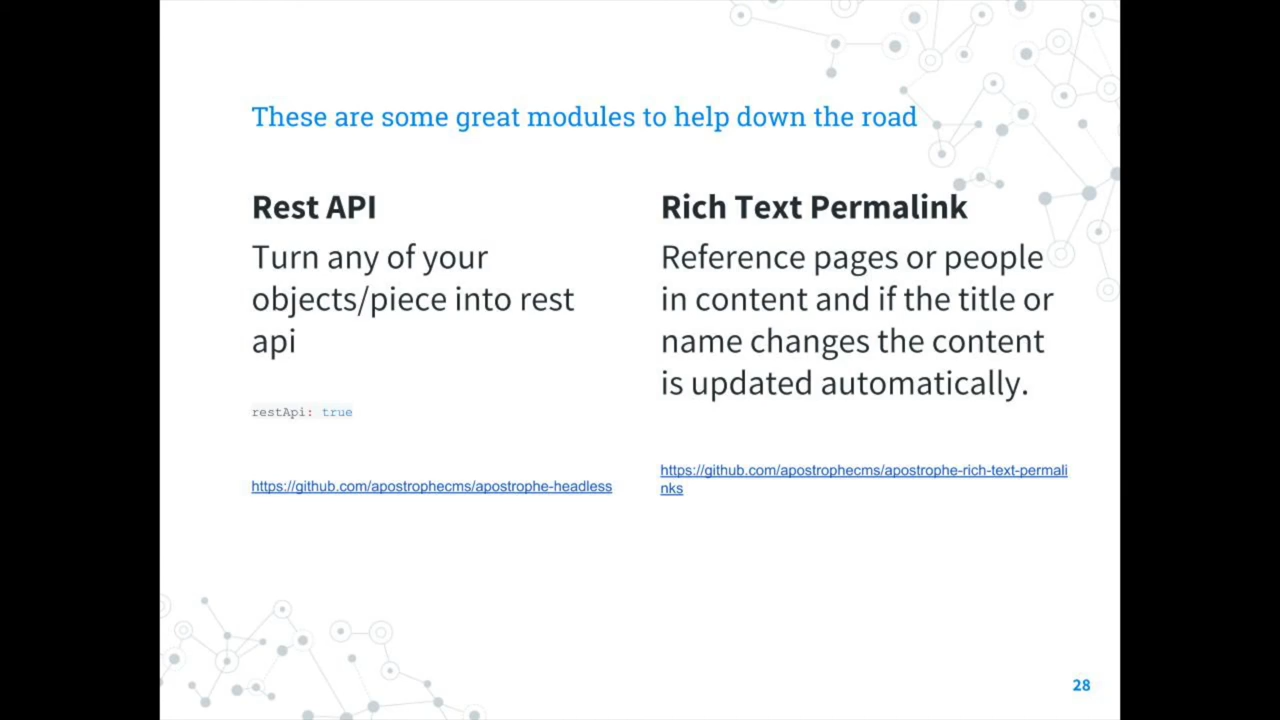 These are some great modules to help down the road
Rest API
Turn any of your
objects/piece into rest
api
restApi: true
https://github.com/apostrophecms/apostrophe-headless
Rich Text Permalink
Reference pages or people
in content and if the title or
name changes the content
is updated automatically.
https://github.com/apostrophecms/apostrophe-rich-text-permali
nks
28